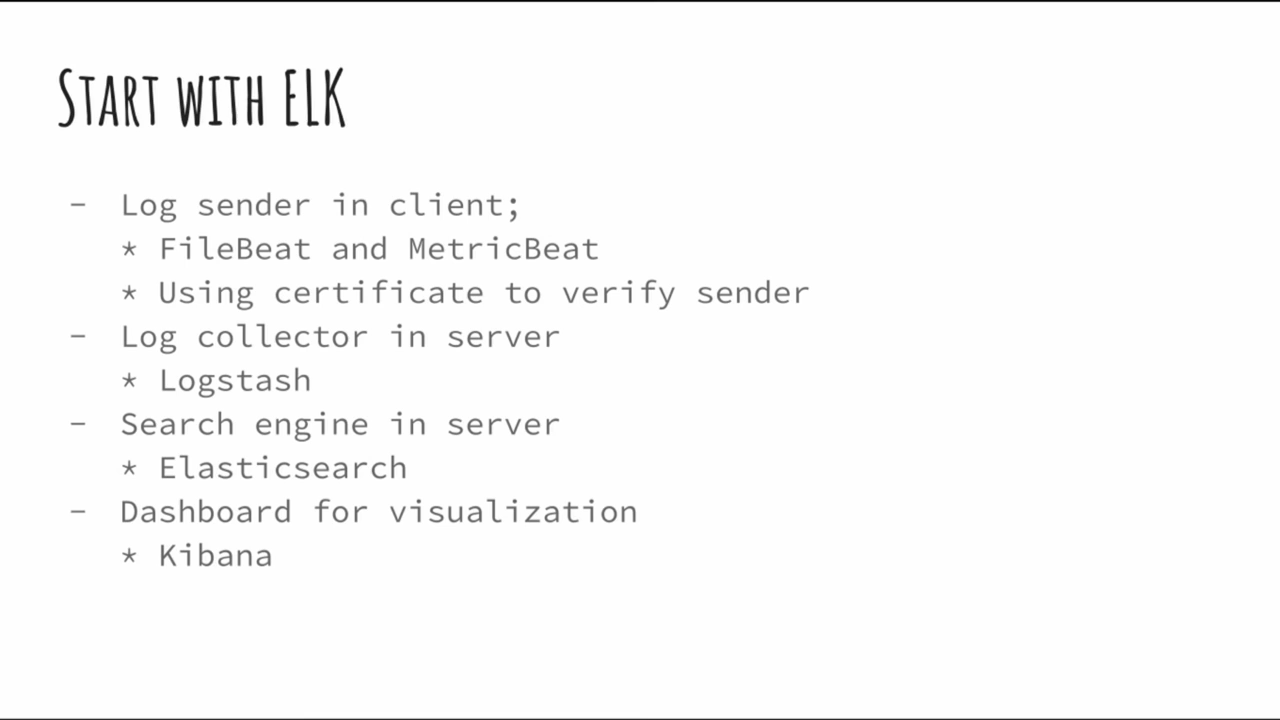 START WITH ELK
- Log sender in client;
* FileBeat and MetricBeat
* Using certificate to verify sender
- Log collector in server
* Logstash
- Search engine in server
* Elasticsearch
- Dashboard for visualization
* Kibana